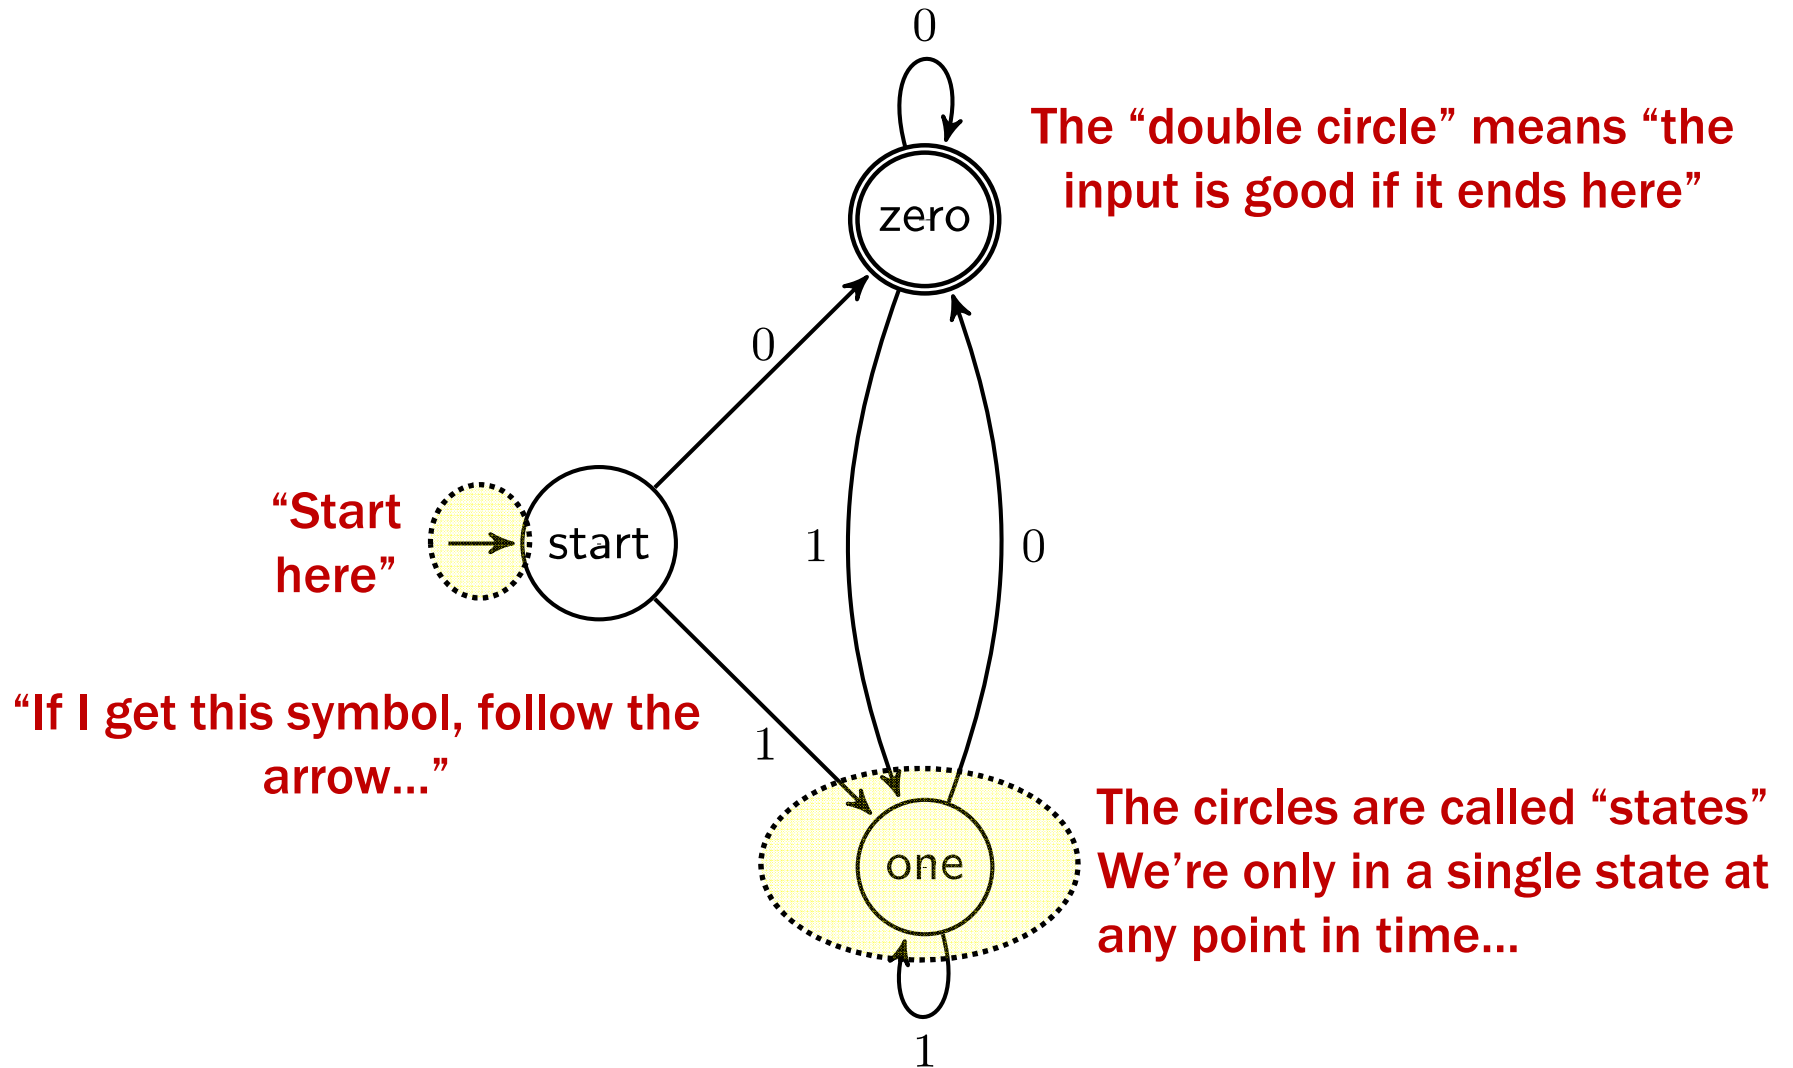 0
The “double circle” means “the
input is good if it ends here”
zero
0
“Start
here”
start
1
0
“If I get this symbol, follow the
arrow...”
1
The circles are called “states”
We’re only in a single state at
any point in time...
one
1